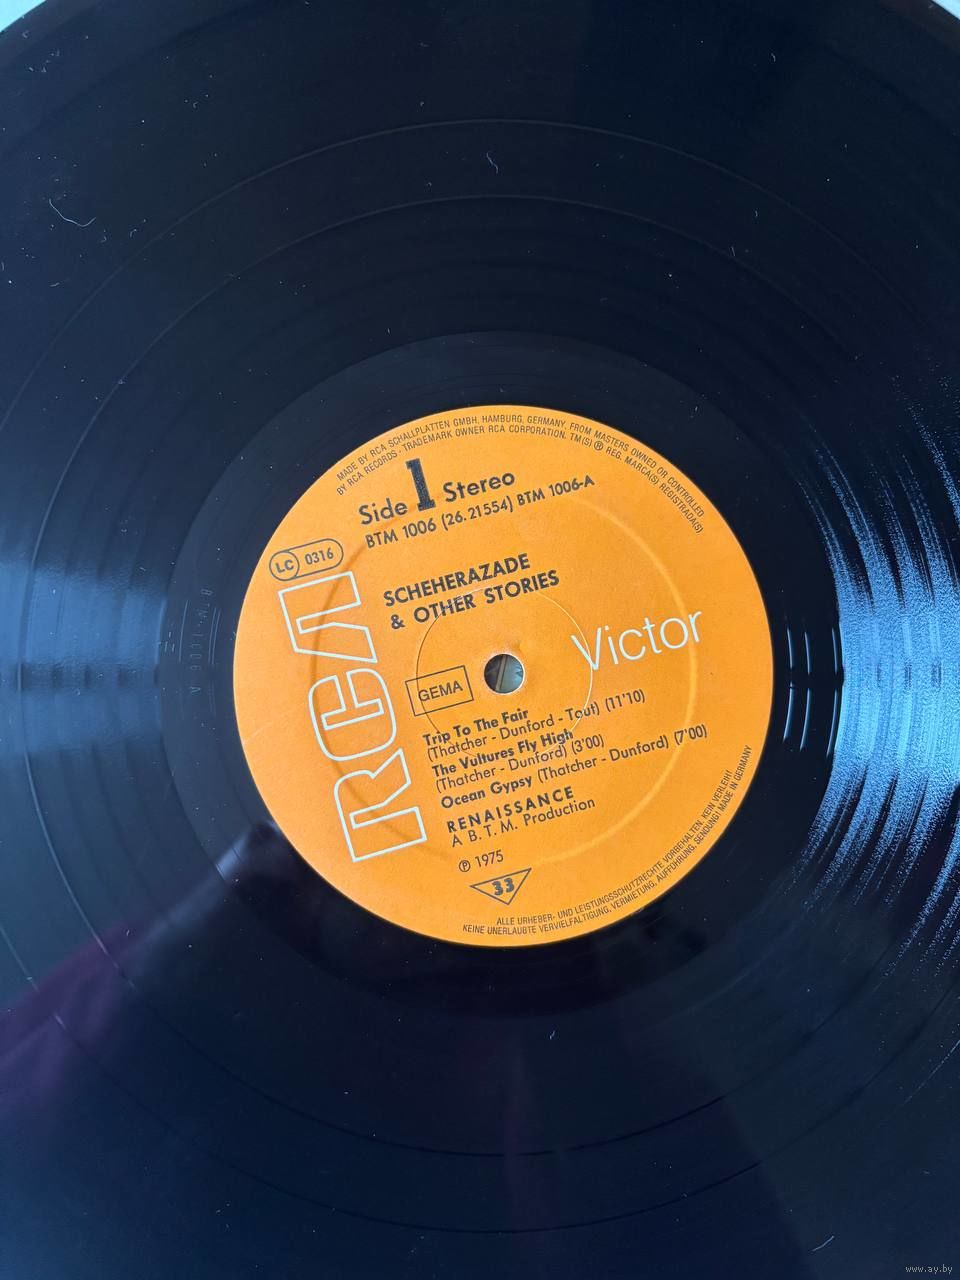 MADE BY RCA SCHALLPLATTEN GMBH, HAMBURG, GERMANY, FROM MASTERS OWNED OR CONTROLLED
BY RCA RECORDS · TRADEMARK OWNER RCA CORPORATION. TM(S) ® REG. MARCA(S) REGISTRADA(S)
Side 1 Stereo
BTM 1006 (26.21554) BTM 1006-A
LC 0316
SCHEHERAZADE
& OTHER STORIES
RCA
Victor
GEMA
Trip To The Fair
(Thatcher - Dunford - Tout) (11'10)
The Vultures Fly High
(Thatcher - Dunford) (3'00)
Ocean Gypsy (Thatcher - Dunford) (7'00)
RENAISSANCE
A B.T.M. Production
℗ 1975
33
ALLE URHEBER- UND LEISTUNGSSCHUTZRECHTE VORBEHALTEN. KEIN VERLEIH!
KEINE UNERLAUBTE VERVIELFÄLTIGUNG, VERMIETUNG, AUFFÜHRUNG, SENDUNG! MADE IN GERMANY
www.ay.by